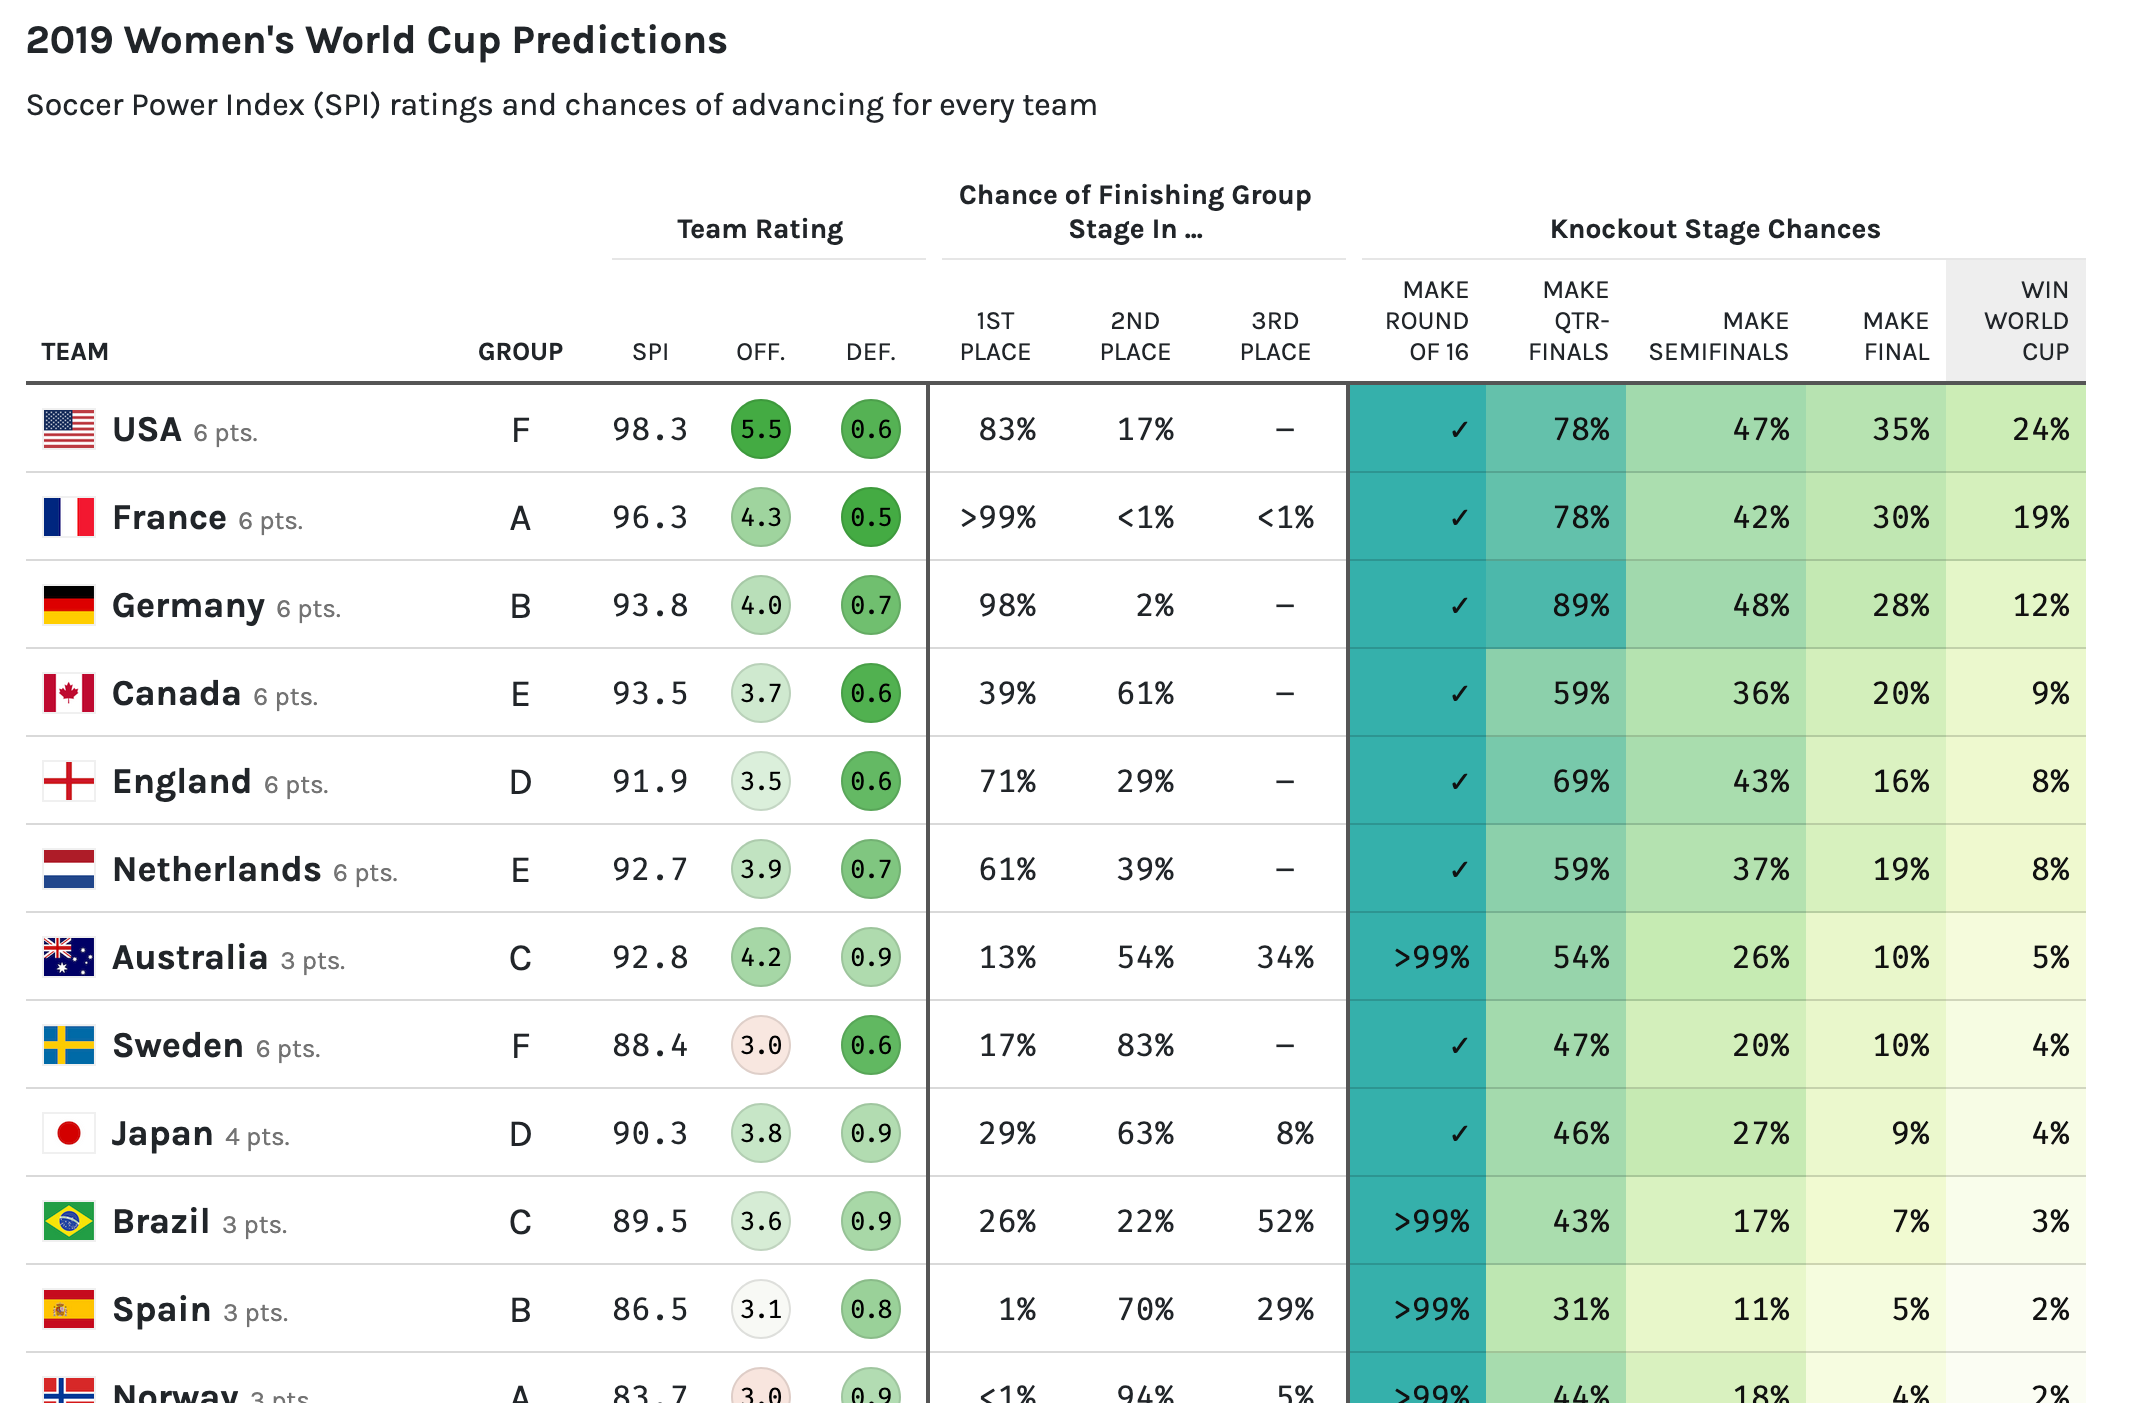 2019 Women's World Cup Predictions
Soccer Power Index (SPI) ratings and chances of advancing for every team
Team Rating
Chance of Finishing Group
Stage In ...
Knockout Stage Chances
TEAM GROUP SPI OFF. DEF. 1ST PLACE 2ND PLACE 3RD PLACE MAKE ROUND OF 16 MAKE QTR-FINALS MAKE SEMIFINALS MAKE FINAL WIN WORLD CUP
USA 6 pts. F 98.3 5.5 0.6 83% 17% — ✓ 78% 47% 35% 24%
France 6 pts. A 96.3 4.3 0.5 >99% <1% <1% ✓ 78% 42% 30% 19%
Germany 6 pts. B 93.8 4.0 0.7 98% 2% — ✓ 89% 48% 28% 12%
Canada 6 pts. E 93.5 3.7 0.6 39% 61% — ✓ 59% 36% 20% 9%
England 6 pts. D 91.9 3.5 0.6 71% 29% — ✓ 69% 43% 16% 8%
Netherlands 6 pts. E 92.7 3.9 0.7 61% 39% — ✓ 59% 37% 19% 8%
Australia 3 pts. C 92.8 4.2 0.9 13% 54% 34% >99% 54% 26% 10% 5%
Sweden 6 pts. F 88.4 3.0 0.6 17% 83% — ✓ 47% 20% 10% 4%
Japan 4 pts. D 90.3 3.8 0.9 29% 63% 8% ✓ 46% 27% 9% 4%
Brazil 3 pts. C 89.5 3.6 0.9 26% 22% 52% >99% 43% 17% 7% 3%
Spain 3 pts. B 86.5 3.1 0.8 1% 70% 29% >99% 31% 11% 5% 2%
Norway 3 pts. A 83.7 3.0 0.9 <1% 94% 5% >99% 44% 18% 4% 2%